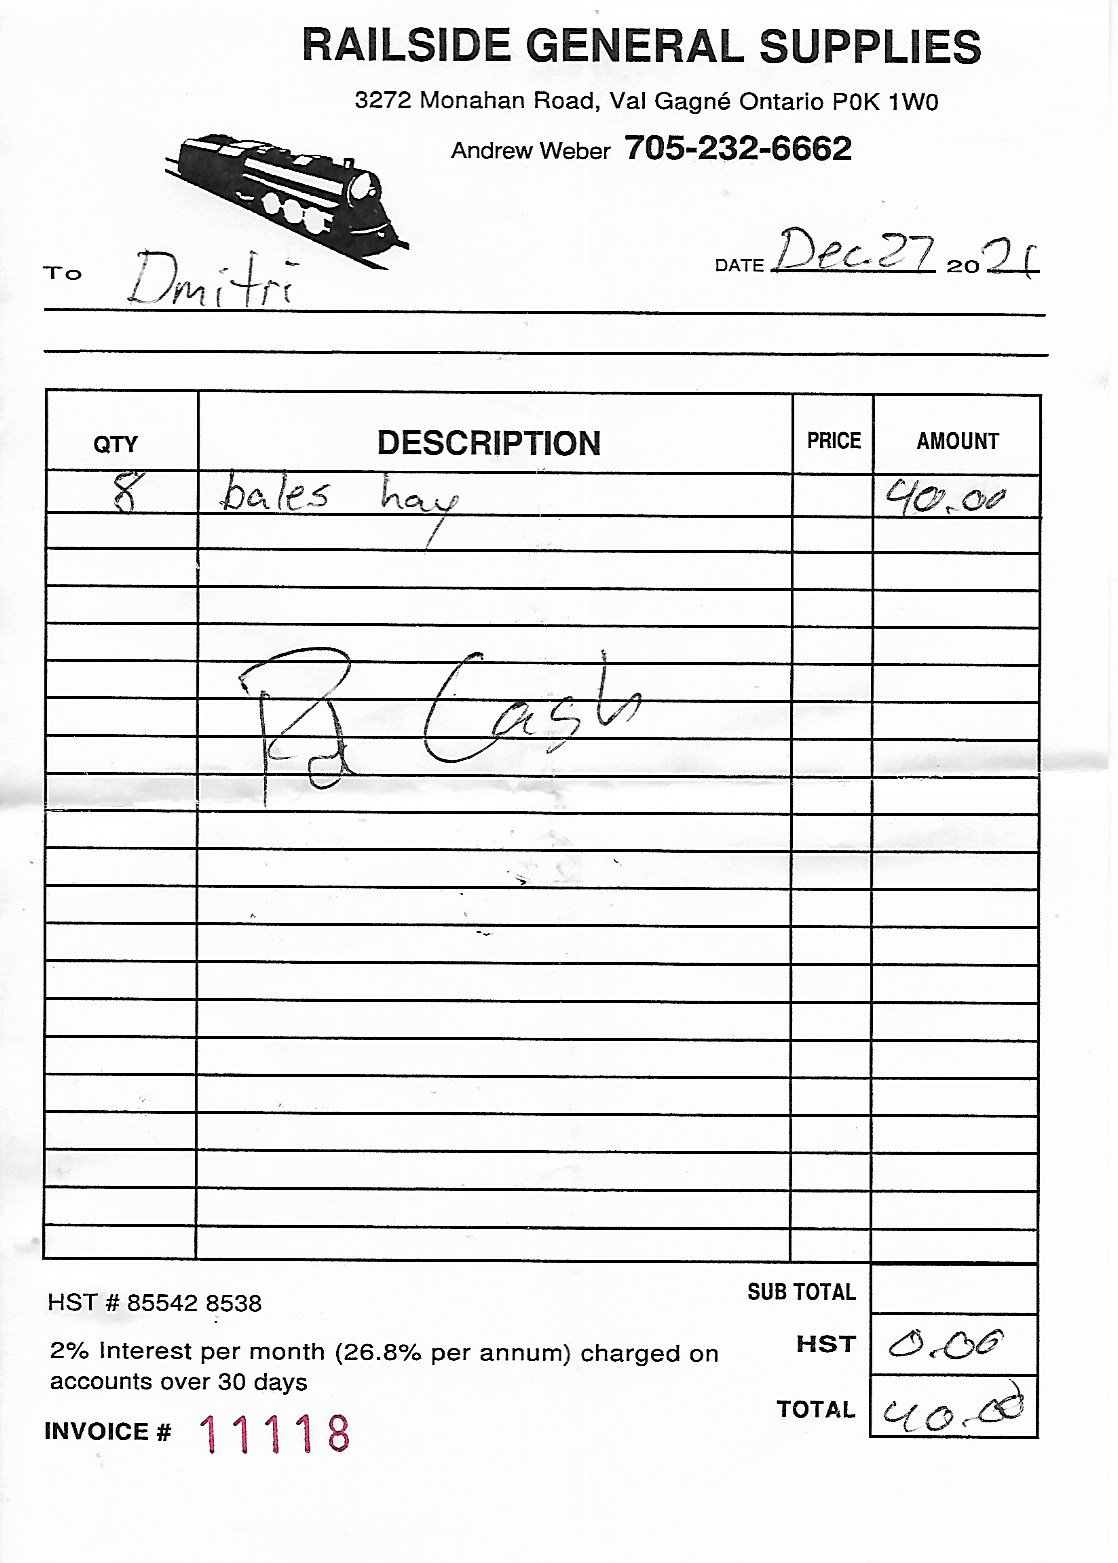 RAILSIDE GENERAL SUPPLIES
3272 Monahan Road, Val Gagné Ontario P0K 1W0
Andrew Weber 705-232-6662
To Dmitri
DATE Dec. 27 2021
QTY DESCRIPTION PRICE AMOUNT
8 bales hay 40.00
Pd Cash
SUB TOTAL
HST # 85542 8538
HST 0.00
2% Interest per month (26.8% per annum) charged on
accounts over 30 days
TOTAL 40.00
INVOICE # 11118